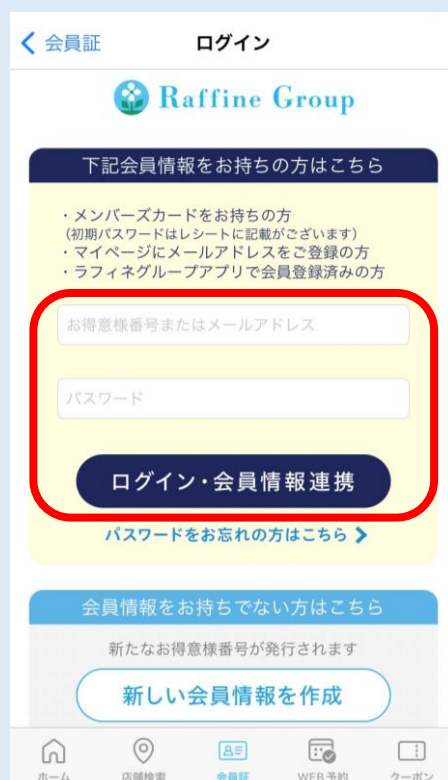 会員証
ログイン
Raffine Group
下記会員情報をお持ちの方はこちら
・メンバーズカードをお持ちの方
(初期パスワードはレシートに記載がございます)
・マイページにメールアドレスをご登録の方
・ラフィネグループアプリで会員登録済みの方
お得意様番号またはメールアドレス
パスワード
ログイン・会員情報連携
パスワードをお忘れの方はこちら
会員情報をお持ちでない方はこちら
新たなお得意様番号が発行されます
新しい会員情報を作成
ホーム 店舗検索 会員証 WEB予約 クーポン